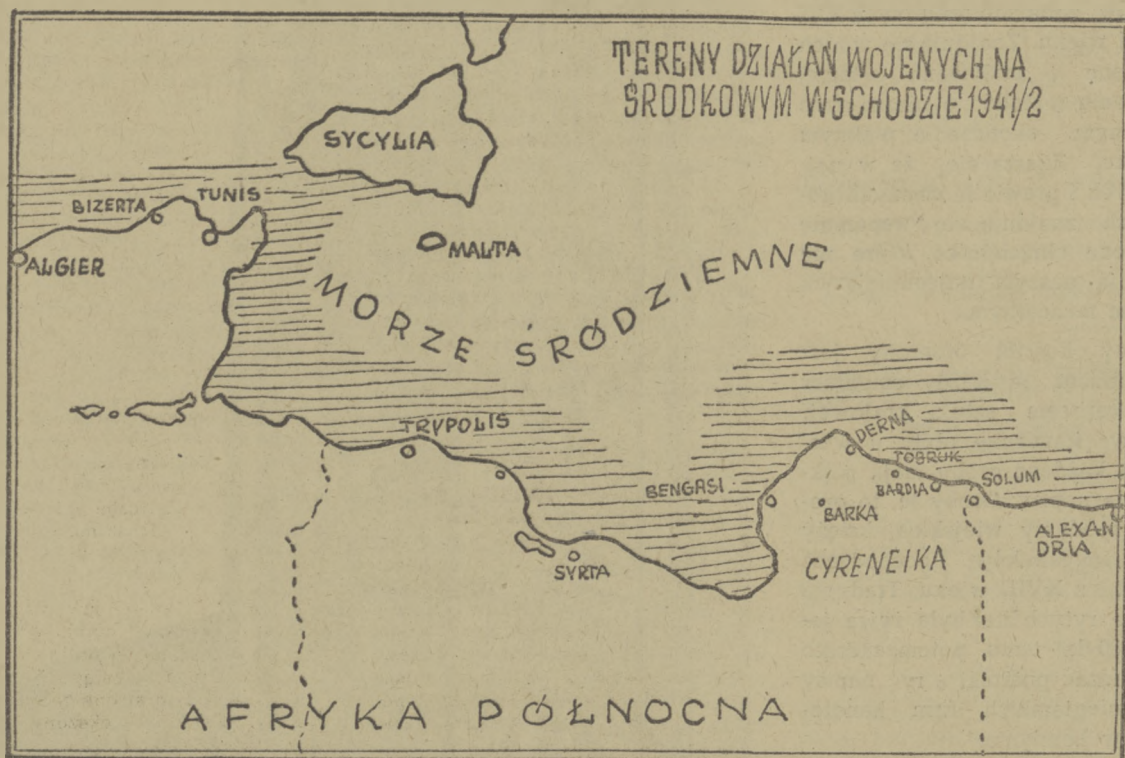 TERENY DZIAŁAŃ WOJENYCH NA
ŚRODKOWYM WSCHODZIE 1941/2
SYCYLIA
TUNIS
BIZERTA
ALGIER
MALTA
MORZE ŚRÓDZIEMNE
TRYPOLIS
DERNA
TOBRUK
BENGASI
BARDIA
SOLUM
BARKA
ALEXAN
DRIA
SYRTA
CYRENEIKA
AFRYKA PÓŁNOCNA